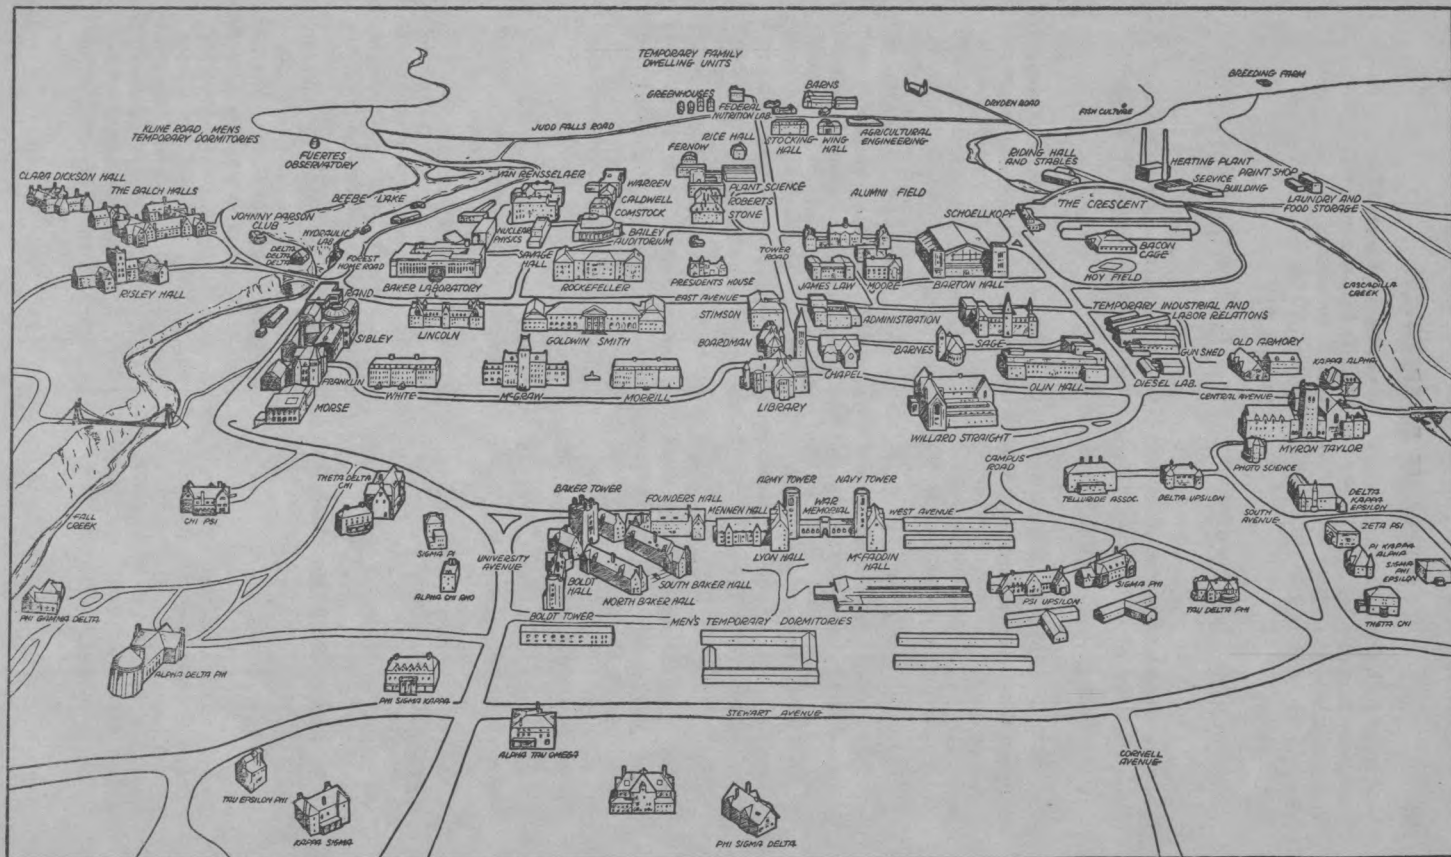 TEMPORARY FAMILY
DWELLING UNITS
BREEDING FARM
BARNS
GREENHOUSES
FEDERAL
NUTRITION LAB.
DRYDEN ROAD
FISH CULTURE
KLINE ROAD MEN'S
TEMPORARY DORMITORIES
JUDD FALLS ROAD
STOCKING
HALL
WING
HALL
AGRICULTURAL
ENGINEERING
RICE HALL
FERNOW
FUERTES
OBSERVATORY
RIDING HALL
AND STABLES
HEATING PLANT
PRINT SHOP
SERVICE
BUILDING
LAUNDRY AND
FOOD STORAGE
CLARA DICKSON HALL
THE BALCH HALLS
VAN RENSSELAER
WARREN
CALDWELL
COMSTOCK
PLANT SCIENCE
ROBERTS
STONE
ALUMNI FIELD
THE CRESCENT
BEEBE LAKE
SCHOELLKOPF
JOHNNY PARSON
CLUB
HYDRAULIC
LAB.
NUCLEAR
PHYSICS
BAILEY
AUDITORIUM
BACON
CAGE
DELTA
DELTA
DELTA
FOREST
HOME ROAD
SAVAGE
HALL
TOWER
ROAD
HOY FIELD
RISLEY HALL
BAKER LABORATORY
ROCKEFELLER
PRESIDENTS HOUSE
JAMES LAW
MOORE
BARTON HALL
CASCADILLA
CREEK
RAND
EAST AVENUE
STIMSON
TEMPORARY INDUSTRIAL AND
LABOR RELATIONS
SIBLEY
LINCOLN
GOLDWIN SMITH
ADMINISTRATION
BOARDMAN
BARNES
SAGE
GUN SHED
OLD ARMORY
KAPPA ALPHA
FRANKLIN
WHITE
MCGRAW
MORRILL
CHAPEL
OLIN HALL
DIESEL LAB.
CENTRAL AVENUE
MORSE
LIBRARY
WILLARD STRAIGHT
MYRON TAYLOR
CAMPUS
ROAD
PHOTO SCIENCE
THETA DELTA
CHI
BAKER TOWER
FOUNDERS HALL
MENNEN HALL
ARMY TOWER
WAR
MEMORIAL
NAVY TOWER
TELLURIDE ASSOC.
DELTA UPSILON
CHI PSI
WEST AVENUE
SOUTH
AVENUE
DELTA
KAPPA
EPSILON
FALL
CREEK
ZETA PSI
SIGMA PI
UNIVERSITY
AVENUE
LYON HALL
MCFADDIN
HALL
PI KAPPA
ALPHA
SIGMA
PHI
EPSILON
BOLDT
HALL
SOUTH BAKER HALL
NORTH BAKER HALL
ALPHA CHI RHO
PSI UPSILON
SIGMA PHI
TAU DELTA PHI
THETA CHI
PHI GAMMA DELTA
BOLDT TOWER
MEN'S TEMPORARY DORMITORIES
ALPHA DELTA PHI
PHI SIGMA KAPPA
STEWART AVENUE
ALPHA TAU OMEGA
CORNELL
AVENUE
TAU EPSILON PHI
KAPPA SIGMA
PHI SIGMA DELTA